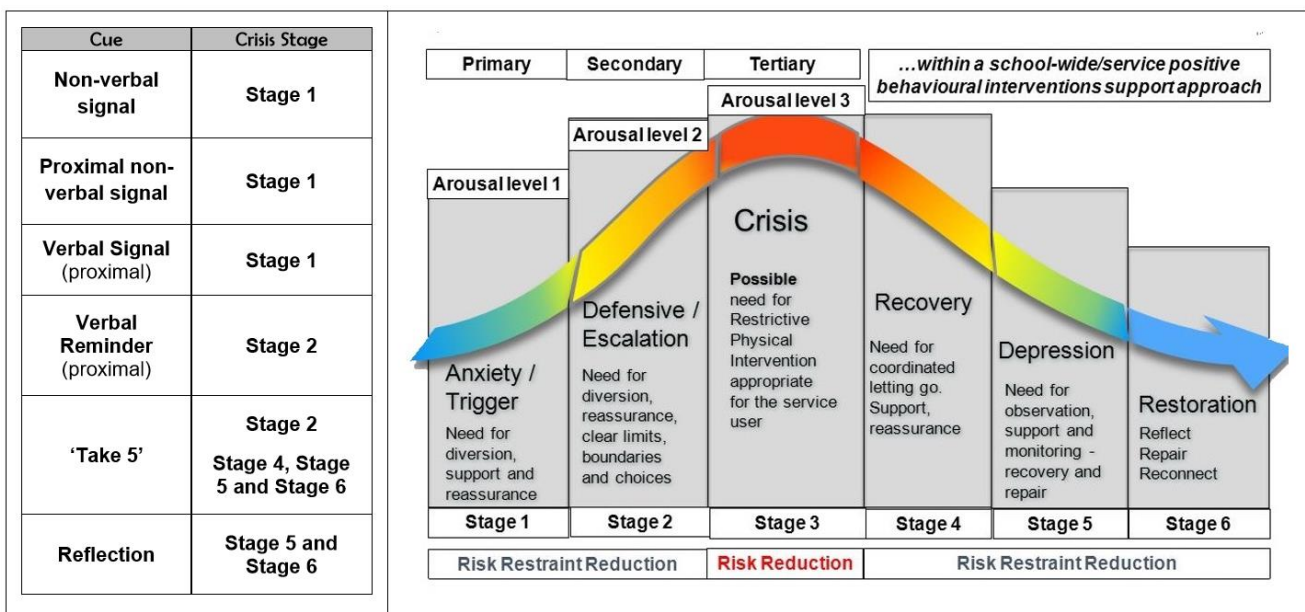 Cue
Crisis Stage
Non-verbal
signal
Stage 1
Proximal non-
verbal signal
Stage 1
Verbal Signal
(proximal)
Stage 1
Verbal
Reminder
(proximal)
Stage 2
‘Take 5’
Stage 2
Stage 4, Stage
5 and Stage 6
Reflection
Stage 5 and
Stage 6
Primary
Secondary
Tertiary
...within a school-wide/service positive
behavioural interventions support approach
Arousal level 1
Arousal level 2
Arousal level 3
Anxiety /
Trigger
Need for
diversion,
support and
reassurance
Defensive /
Escalation
Need for
diversion,
reassurance,
clear limits,
boundaries
and choices
Crisis
Possible
need for
Restrictive
Physical
Intervention
appropriate
for the service
user
Recovery
Need for
coordinated
letting go.
Support,
reassurance
Depression
Need for
observation,
support and
monitoring -
recovery and
repair
Restoration
Reflect
Repair
Reconnect
Stage 1
Stage 2
Stage 3
Stage 4
Stage 5
Stage 6
Risk Restraint Reduction
Risk Reduction
Risk Restraint Reduction